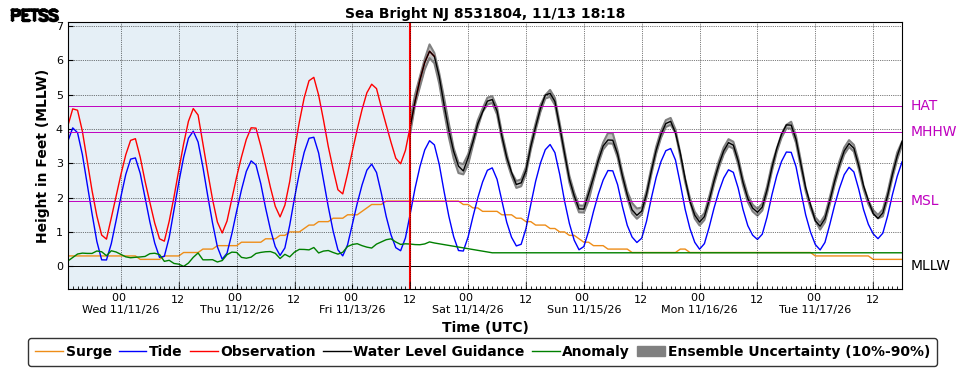 PETSS
Sea Bright NJ 8531804, 11/13 18:18
Height in Feet (MLLW)
7
6
5
4
3
2
1
0
HAT
MHHW
MSL
MLLW
00 12 00 12 00 12 00 12 00 12 00 12 00 12
Wed 11/11/26 Thu 11/12/26 Fri 11/13/26 Sat 11/14/26 Sun 11/15/26 Mon 11/16/26 Tue 11/17/26
Time (UTC)
Surge Tide Observation Water Level Guidance Anomaly Ensemble Uncertainty (10%-90%)